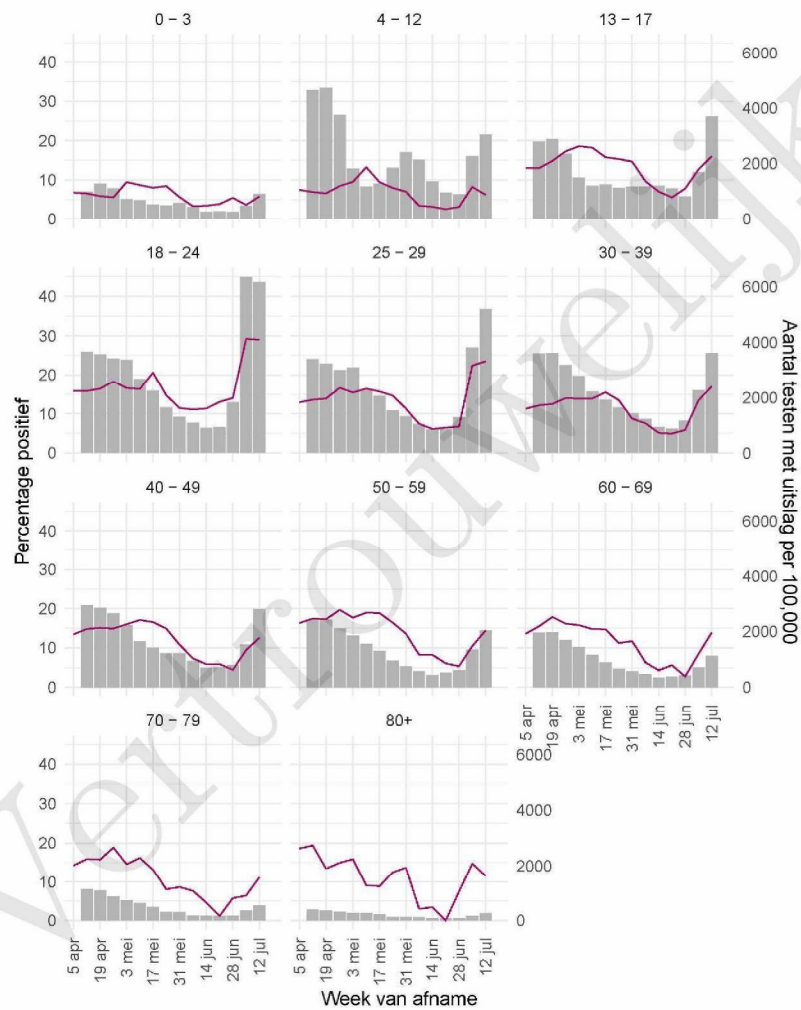 0 – 3
4 – 12
13 – 17
40
30
20
10
0
6000
4000
2000
0
18 – 24
25 – 29
30 – 39
40
30
20
10
0
6000
4000
2000
0
40 – 49
50 – 59
60 – 69
40
30
20
10
0
6000
4000
2000
0
5 apr
19 apr
3 mei
17 mei
31 mei
14 jun
28 jun
12 jul
70 – 79
80+
40
30
20
10
0
6000
4000
2000
0
5 apr
19 apr
3 mei
17 mei
31 mei
14 jun
28 jun
12 jul
5 apr
19 apr
3 mei
17 mei
31 mei
14 jun
28 jun
12 jul
Percentage positief
Aantal testen met uitslag per 100,000
Week van afname
Vertrouwelijk